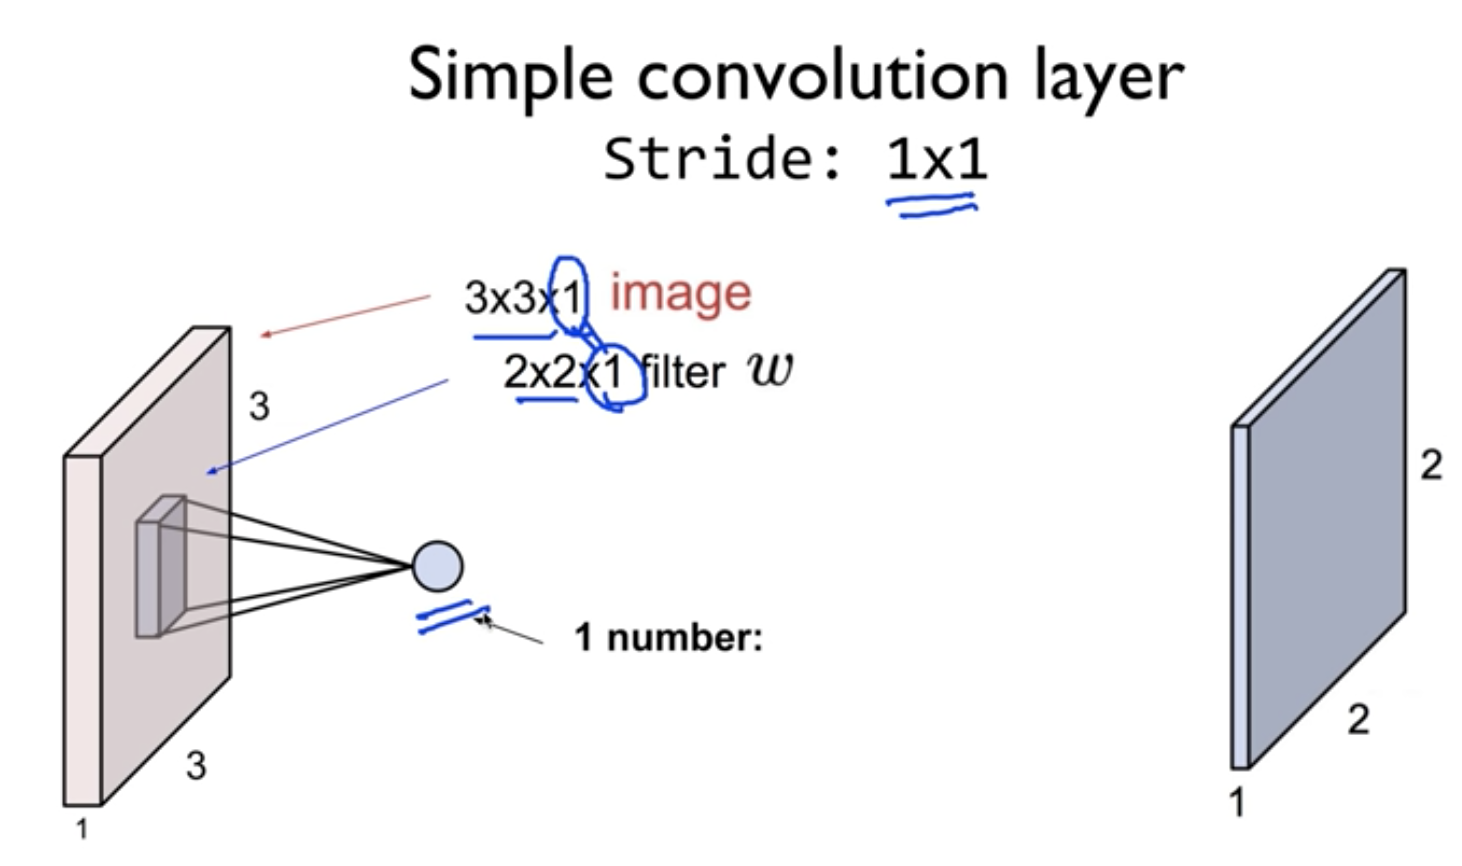 Simple convolution layer
Stride: 1x1
3x3x1 image
2x2x1 filter w
3
1 number:
3
1
2
2
1